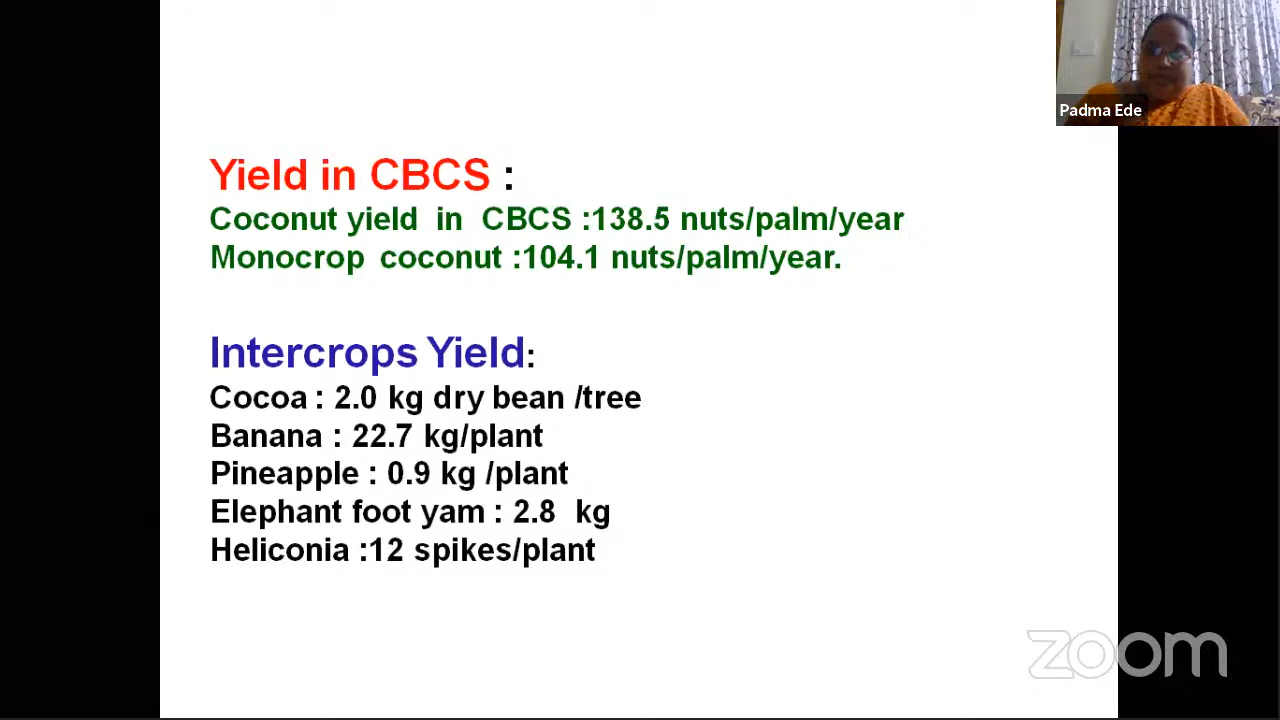 Padma Ede
Yield in CBCS :
Coconut yield in CBCS :138.5 nuts/palm/year
Monocrop coconut :104.1 nuts/palm/year.
Intercrops Yield:
Cocoa : 2.0 kg dry bean /tree
Banana : 22.7 kg/plant
Pineapple : 0.9 kg /plant
Elephant foot yam : 2.8 kg
Heliconia :12 spikes/plant
zoom